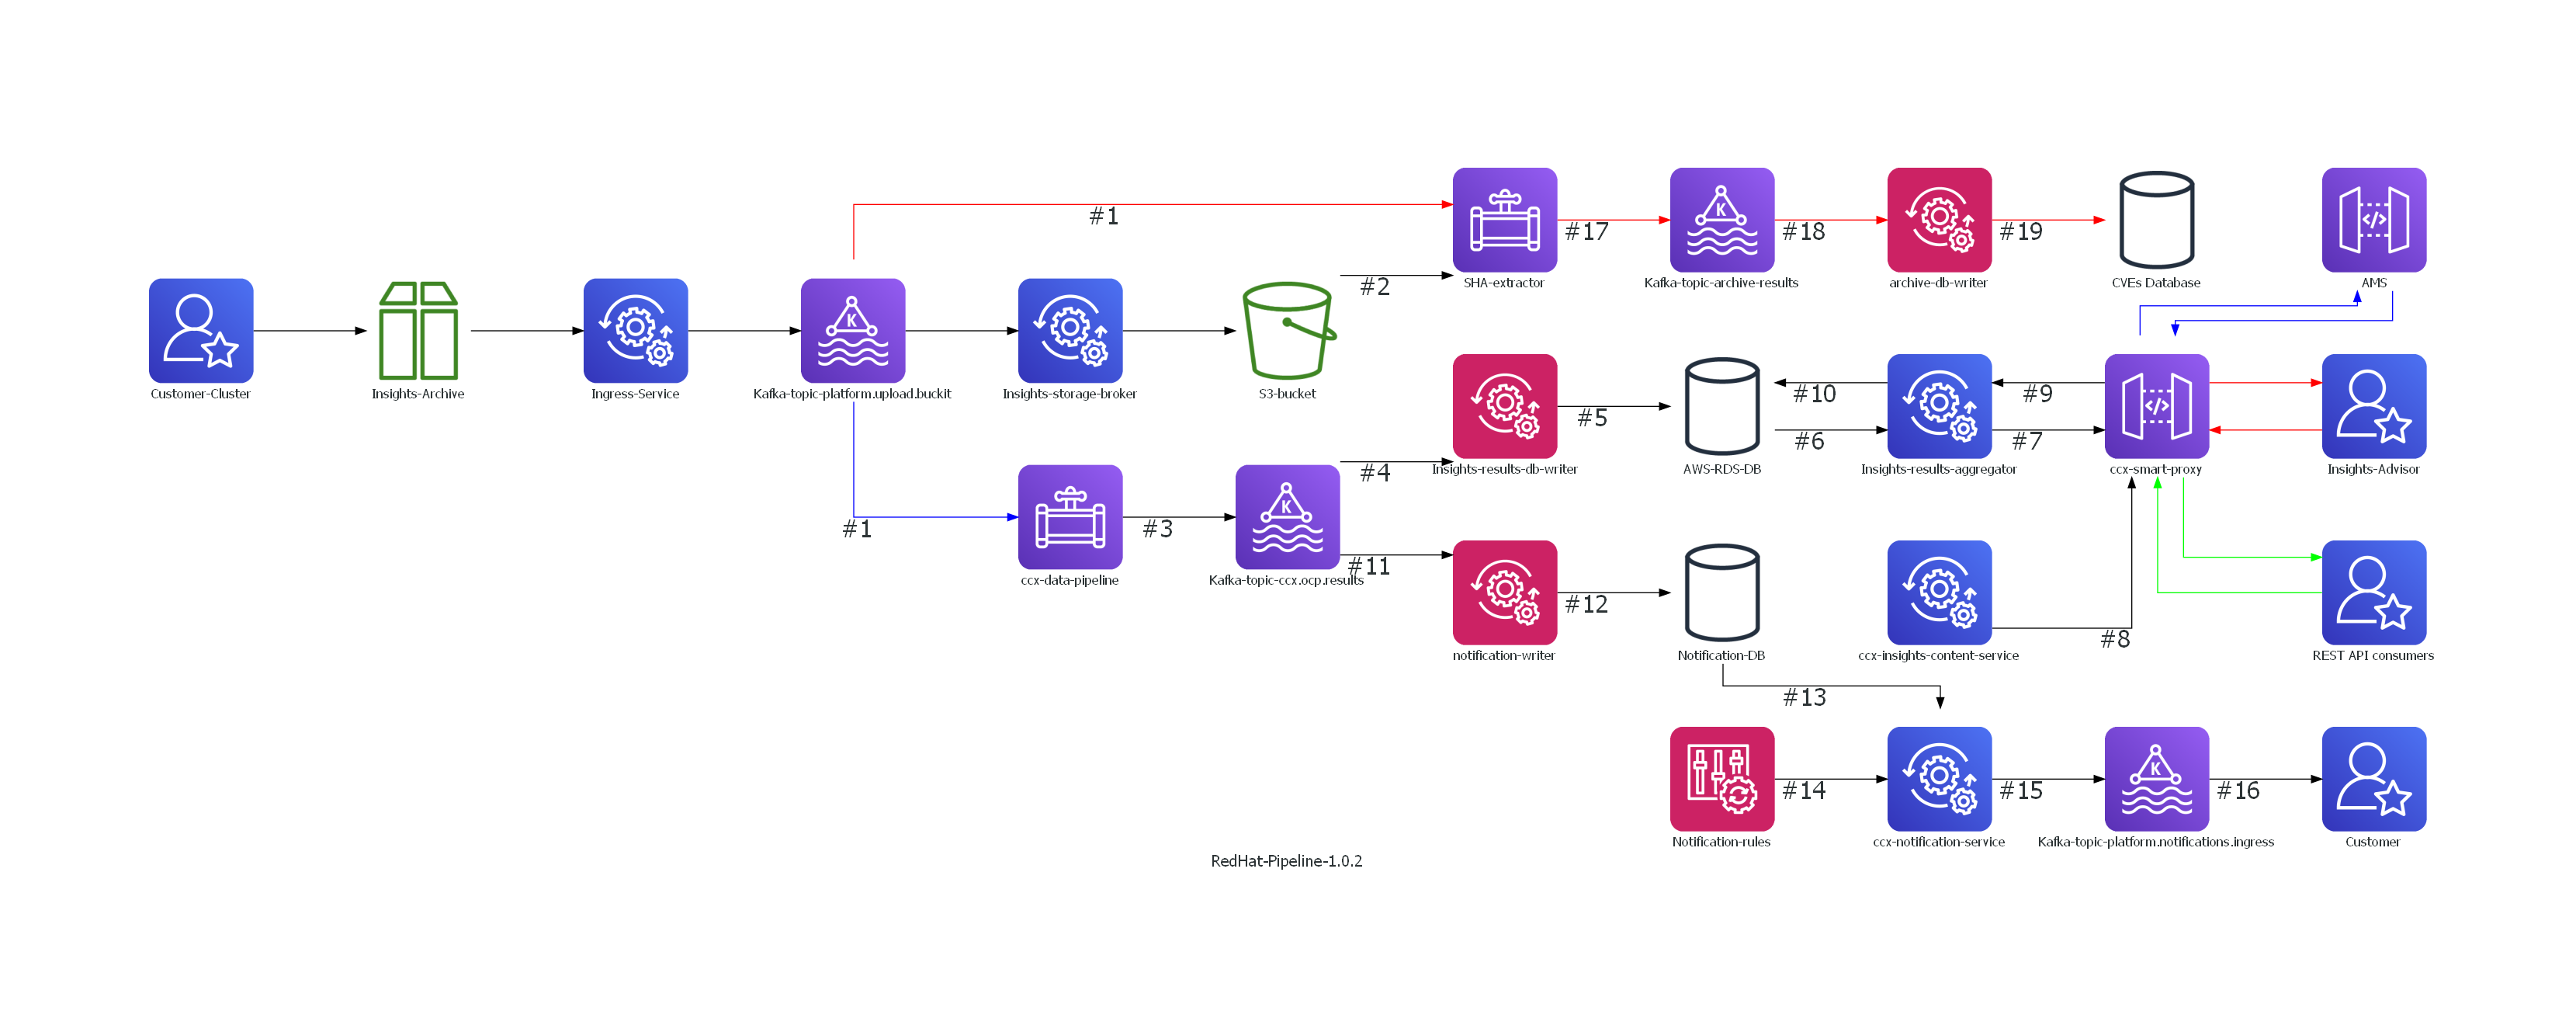 #1
#17
#18
#19
SHA-extractor
Kafka-topic-archive-results
archive-db-writer
CVEs Database
AMS
#2
Customer-Cluster
Insights-Archive
Ingress-Service
Kafka-topic-platform.upload.buckit
Insights-storage-broker
S3-bucket
#10
#9
#5
#6
#7
#4
Insights-results-db-writer
AWS-RDS-DB
Insights-results-aggregator
ccx-smart-proxy
Insights-Advisor
#1
#3
#11
ccx-data-pipeline
Kafka-topic-ccx.ocp.results
#12
#8
notification-writer
Notification-DB
ccx-insights-content-service
REST API consumers
#13
#14
#15
#16
Notification-rules
ccx-notification-service
Kafka-topic-platform.notifications.ingress
Customer
RedHat-Pipeline-1.0.2
K
K
K
K
</>
</>